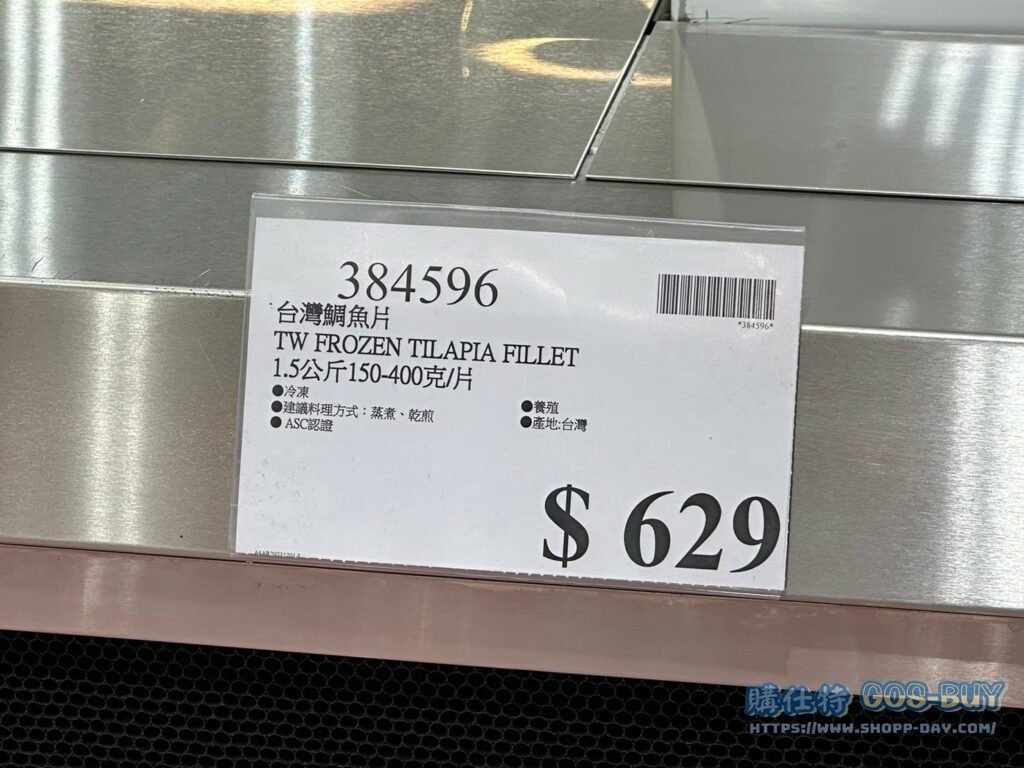 384596
*384596*
台灣鯛魚片
TW FROZEN TILAPIA FILLET
1.5公斤150-400克/片
●冷凍
●建議料理方式：蒸煮、乾煎
●ASC認證
●養殖
●產地:台灣
$ 629
購仕特 COS-BUY
HTTPS://WWW.SHOPP-DAY.COM/